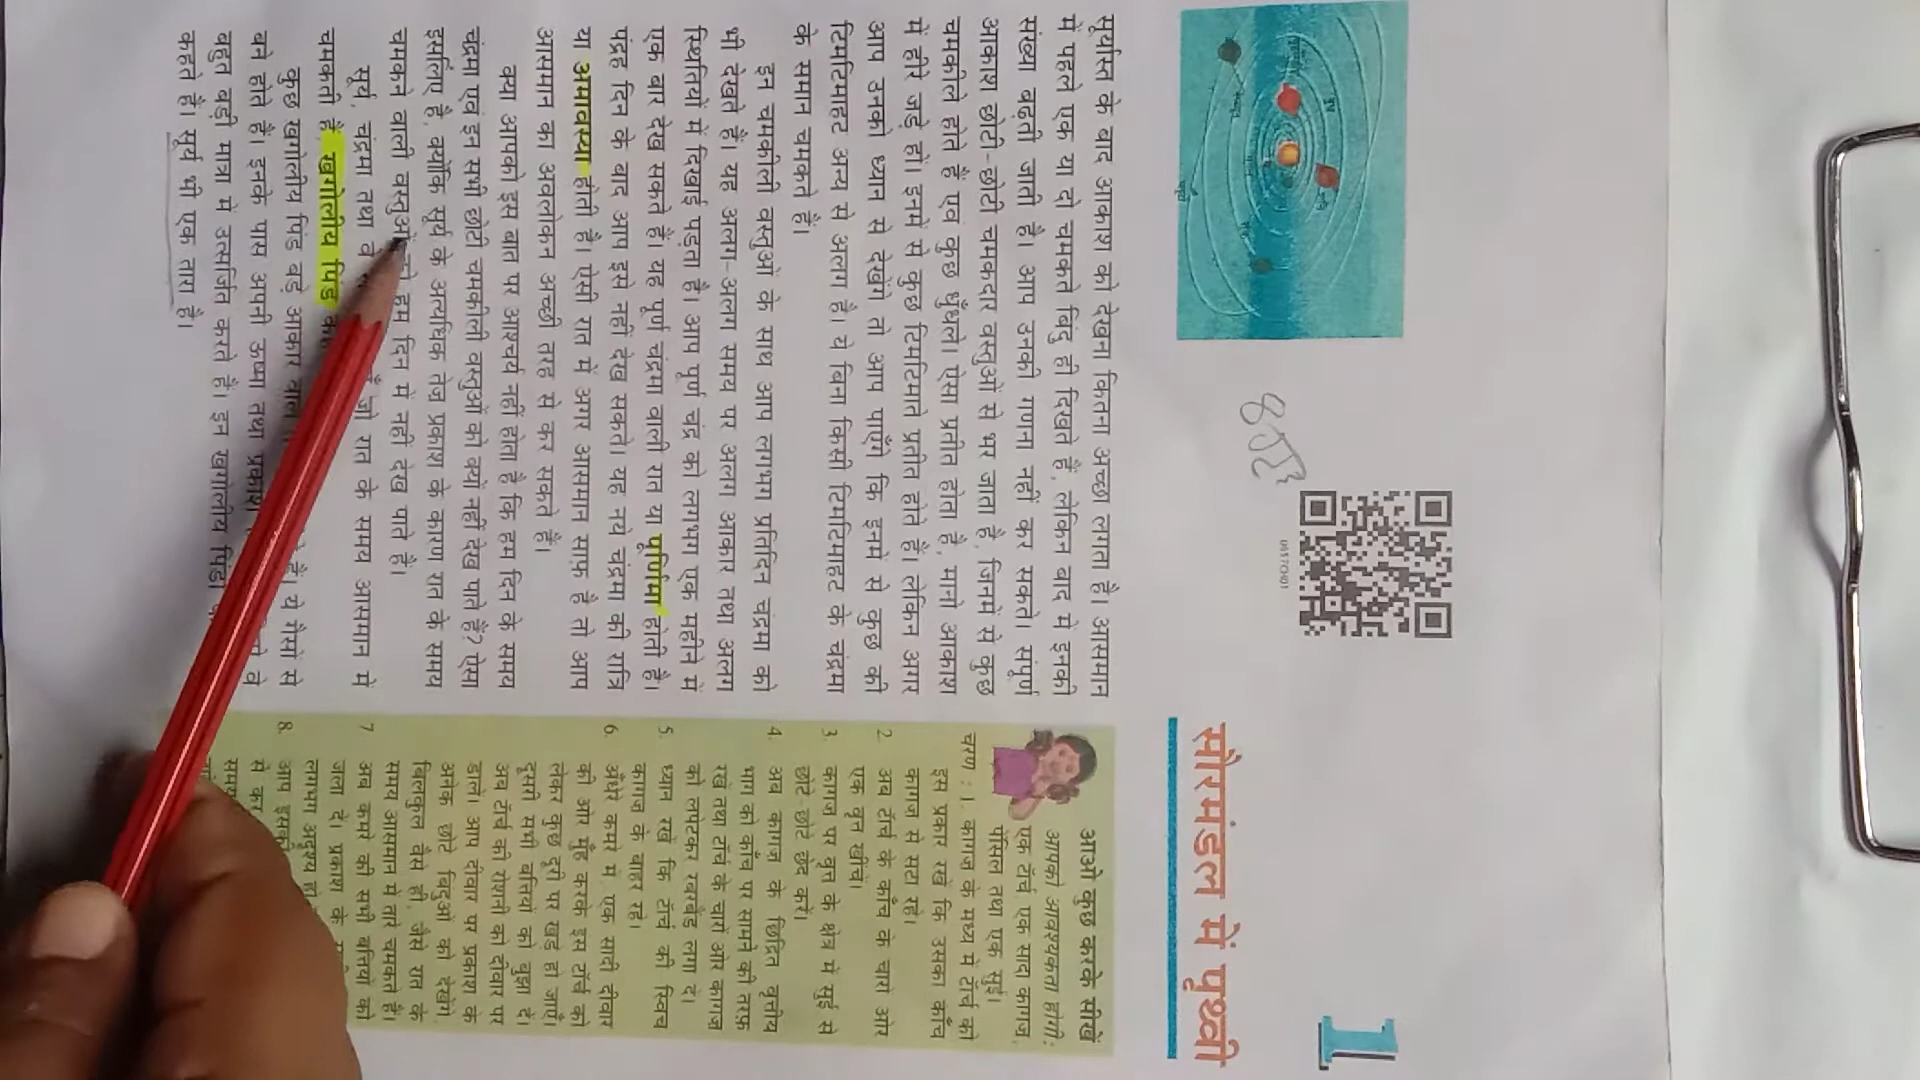 1
सौरमंडल में पृथ्वी
0657CH01
सूर्यास्त के बाद आकाश को देखना कितना अच्छा लगता है। आसमान
में पहले एक या दो चमकते बिंदु ही दिखते हैं, लेकिन बाद में इनकी
संख्या बढ़ती जाती है। आप उनकी गणना नहीं कर सकते। संपूर्ण
आकाश छोटी-छोटी चमकदार वस्तुओं से भर जाता है, जिनमें से कुछ
चमकीले होते हैं एवं कुछ धुँधले। ऐसा प्रतीत होता है, मानो आकाश
में हीरे जड़े हों। इनमें से कुछ टिमटिमाते प्रतीत होते हैं। लेकिन अगर
आप उनको ध्यान से देखेंगे तो आप पाएँगे कि इनमें से कुछ की
टिमटिमाहट अन्य से अलग है। ये बिना किसी टिमटिमाहट के चंद्रमा
के समान चमकते हैं।
इन चमकीली वस्तुओं के साथ आप लगभग प्रतिदिन चंद्रमा को
भी देखते हैं। यह अलग-अलग समय पर अलग आकार तथा अलग
स्थितियों में दिखाई पड़ता है। आप पूर्ण चंद्र को लगभग एक महीने में
एक बार देख सकते हैं। यह पूर्ण चंद्रमा वाली रात या पूर्णिमा होती है।
पंद्रह दिन के बाद आप इसे नहीं देख सकते। यह नये चंद्रमा की रात्रि
या अमावस्या होती है। ऐसी रात में अगर आसमान साफ़ है तो आप
आसमान का अवलोकन अच्छी तरह से कर सकते हैं।
क्या आपको इस बात पर आश्चर्य नहीं होता है कि हम दिन के समय
चंद्रमा एवं इन सभी छोटी चमकीली वस्तुओं को क्यों नहीं देख पाते हैं? ऐसा
इसलिए है, क्योंकि सूर्य के अत्यधिक तेज़ प्रकाश के कारण रात के समय
चमकने वाली हम दिन में नहीं देख पाते हैं।
सूर्य, चंद्रमा तथा जो रात के समय आसमान में
चमकती हैं, खगोलीय पिंड
कुछ खगोलीय पिंड बड़े आकार हैं। ये गैसों से
बने होते हैं। इनके पास अपनी ऊष्मा तथा प्रकाश वे
बहुत बड़ी मात्रा में उत्सर्जित करते हैं। इन खगोलीय पिंडों
कहते हैं। सूर्य भी एक तारा है।
आओ कुछ करके सीखें
आपको आवश्यकता होगी :
एक टॉर्च, एक सादा कागज,
पेंसिल तथा एक सुई।
चरण : 1. कागज के मध्य में टॉर्च को
इस प्रकार रखें कि उसका काँच
कागज से सटा रहे।
2. अब टॉर्च के काँच के चारों ओर
एक वृत्त खींचें।
3. कागज पर वृत्त के क्षेत्र में सुई से
छोटे-छोटे छेद करें।
4. अब कागज के छिद्रित वृत्तीय
भाग को काँच पर सामने की तरफ़
रखें तथा टॉर्च के चारों ओर कागज
को लपेटकर रबरबैंड लगा दें।
5. ध्यान रखें कि टॉर्च की स्विच
कागज के बाहर रहे।
6. अँधेरे कमरे में, एक सादी दीवार
की ओर मुँह करके इस टॉर्च को
लेकर कुछ दूरी पर खड़े हो जाएँ।
दूसरी सभी बत्तियों को बुझा दें।
अब टॉर्च की रोशनी को दीवार पर
डालें। आप दीवार पर प्रकाश के
अनेक छोटे बिंदुओं को देखेंगे,
बिलकुल वैसे ही, जैसे रात के
समय आसमान में तारे चमकते हैं।
7. अब कमरे की सभी बत्तियों को
जला दें। प्रकाश के
लगभग अदृश्य हो
8. आप इसकी
से कर